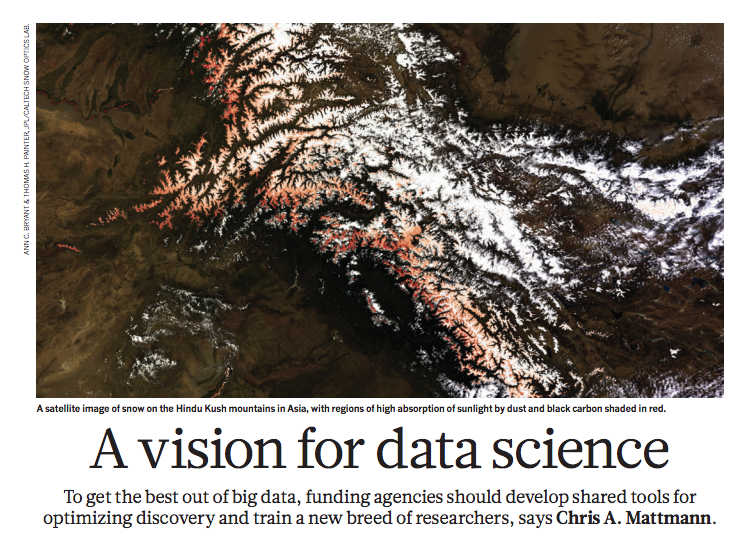 ANN C. BRYANT & THOMAS H. PAINTER, JPL/CALTECH SNOW OPTICS LAB.
A satellite image of snow on the Hindu Kush mountains in Asia, with regions of high absorption of sunlight by dust and black carbon shaded in red.
A vision for data science
To get the best out of big data, funding agencies should develop shared tools for
optimizing discovery and train a new breed of researchers, says Chris A. Mattmann.